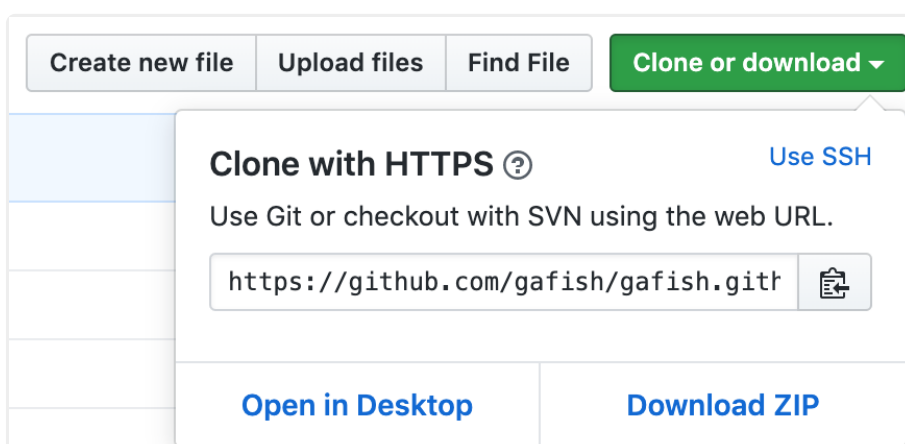 Create new file Upload files Find File Clone or download
Clone with HTTPS ? Use SSH
Use Git or checkout with SVN using the web URL.
https://github.com/gafish/gafish.gith
Open in Desktop Download ZIP